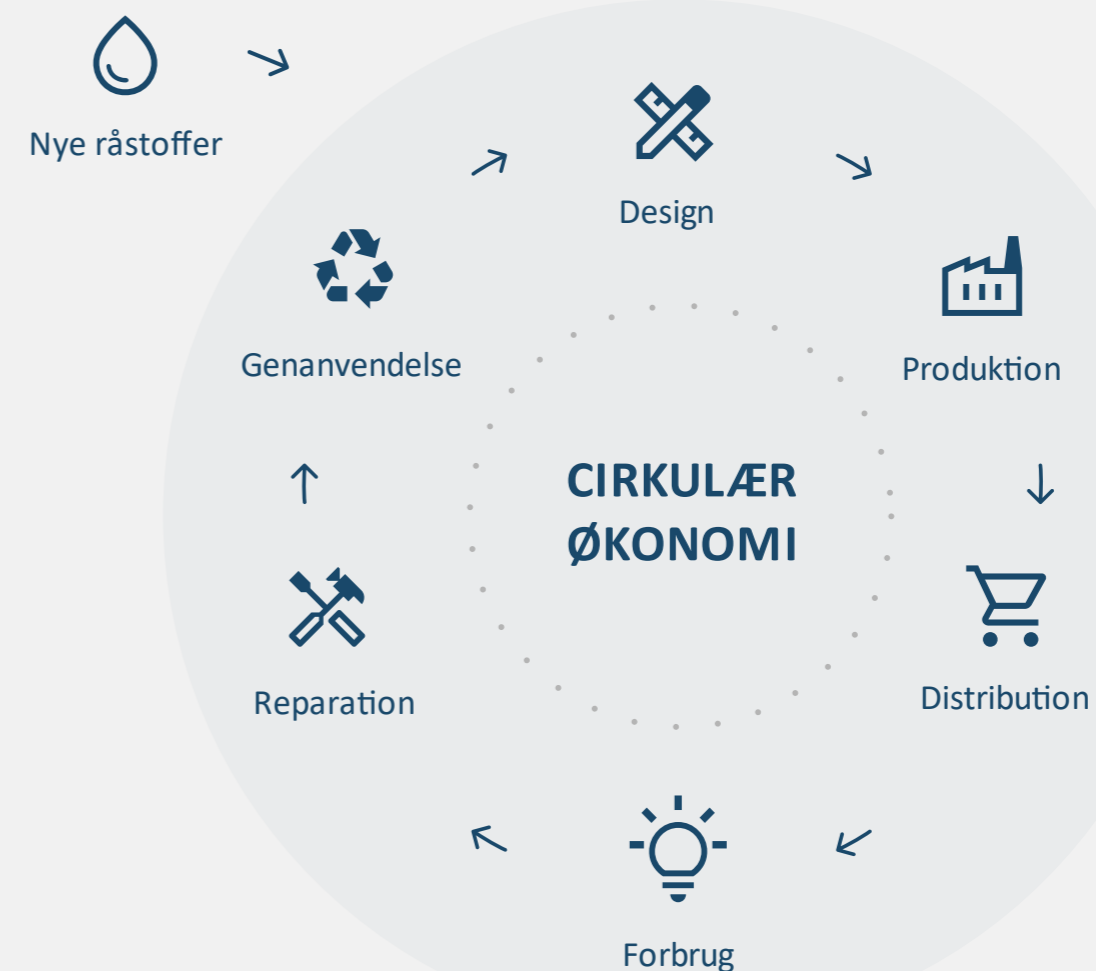 Nye råstoffer
Design
Genanvendelse
Produktion
CIRKULÆR
ØKONOMI
Reparation
Distribution
Forbrug